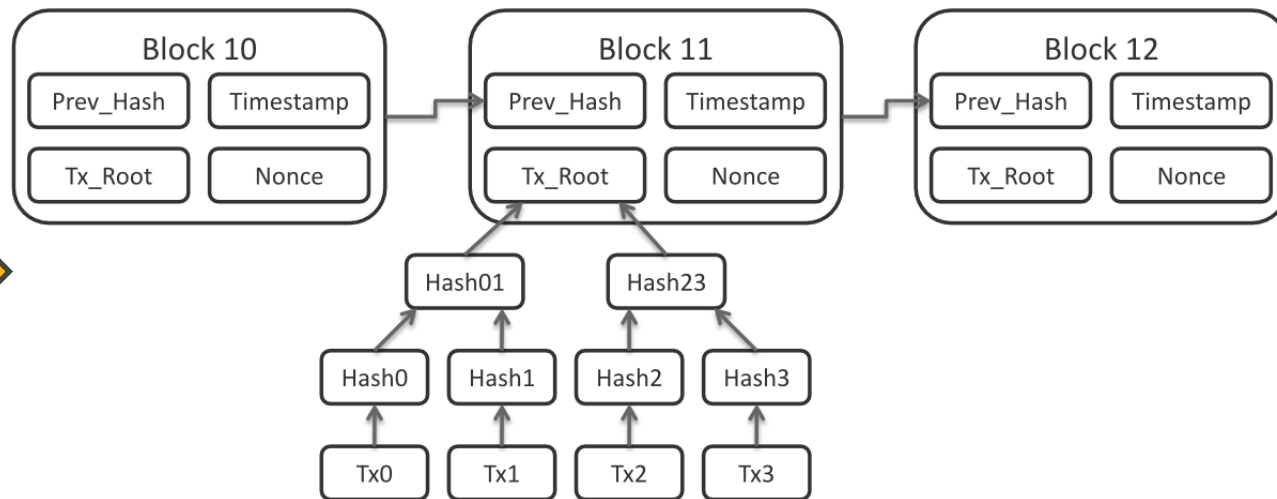 Block 10 Block 11 Block 12
Prev_Hash Timestamp Prev_Hash Timestamp Prev_Hash Timestamp
Tx_Root Nonce Tx_Root Nonce Tx_Root Nonce
Hash01 Hash23
Hash0 Hash1 Hash2 Hash3
Tx0 Tx1 Tx2 Tx3